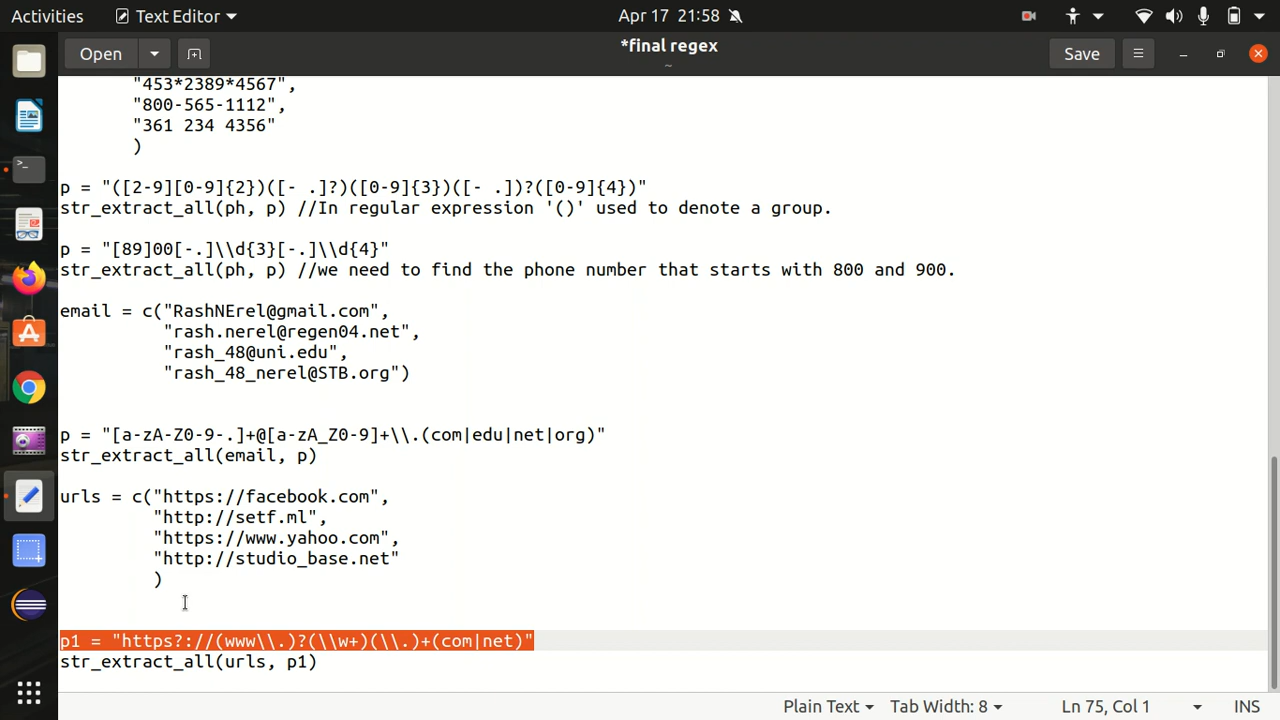 Activities Text Editor Apr 17 21:58
Open *final regex Save
~
"453*2389*4567",
"800-565-1112",
"361 234 4356"
)
p = "([2-9][0-9]{2})([- .]?)([0-9]{3})([- .])?([0-9]{4})"
str_extract_all(ph, p) //In regular expression '()' used to denote a group.
p = "[89]00[-.]\\d{3}[-.]\\d{4}"
str_extract_all(ph, p) //we need to find the phone number that starts with 800 and 900.
email = c("RashNErel@gmail.com",
"rash.nerel@regen04.net",
"rash_48@uni.edu",
"rash_48_nerel@STB.org")
p = "[a-zA-Z0-9-.]+@[a-zA_Z0-9]+\\.(com|edu|net|org)"
str_extract_all(email, p)
urls = c("https://facebook.com",
"http://setf.ml",
"https://www.yahoo.com",
"http://studio_base.net"
)
p1 = "https?://(www\\.)?(\\w+)(\\.)+(com|net)"
str_extract_all(urls, p1)
Plain Text Tab Width: 8 Ln 75, Col 1 INS